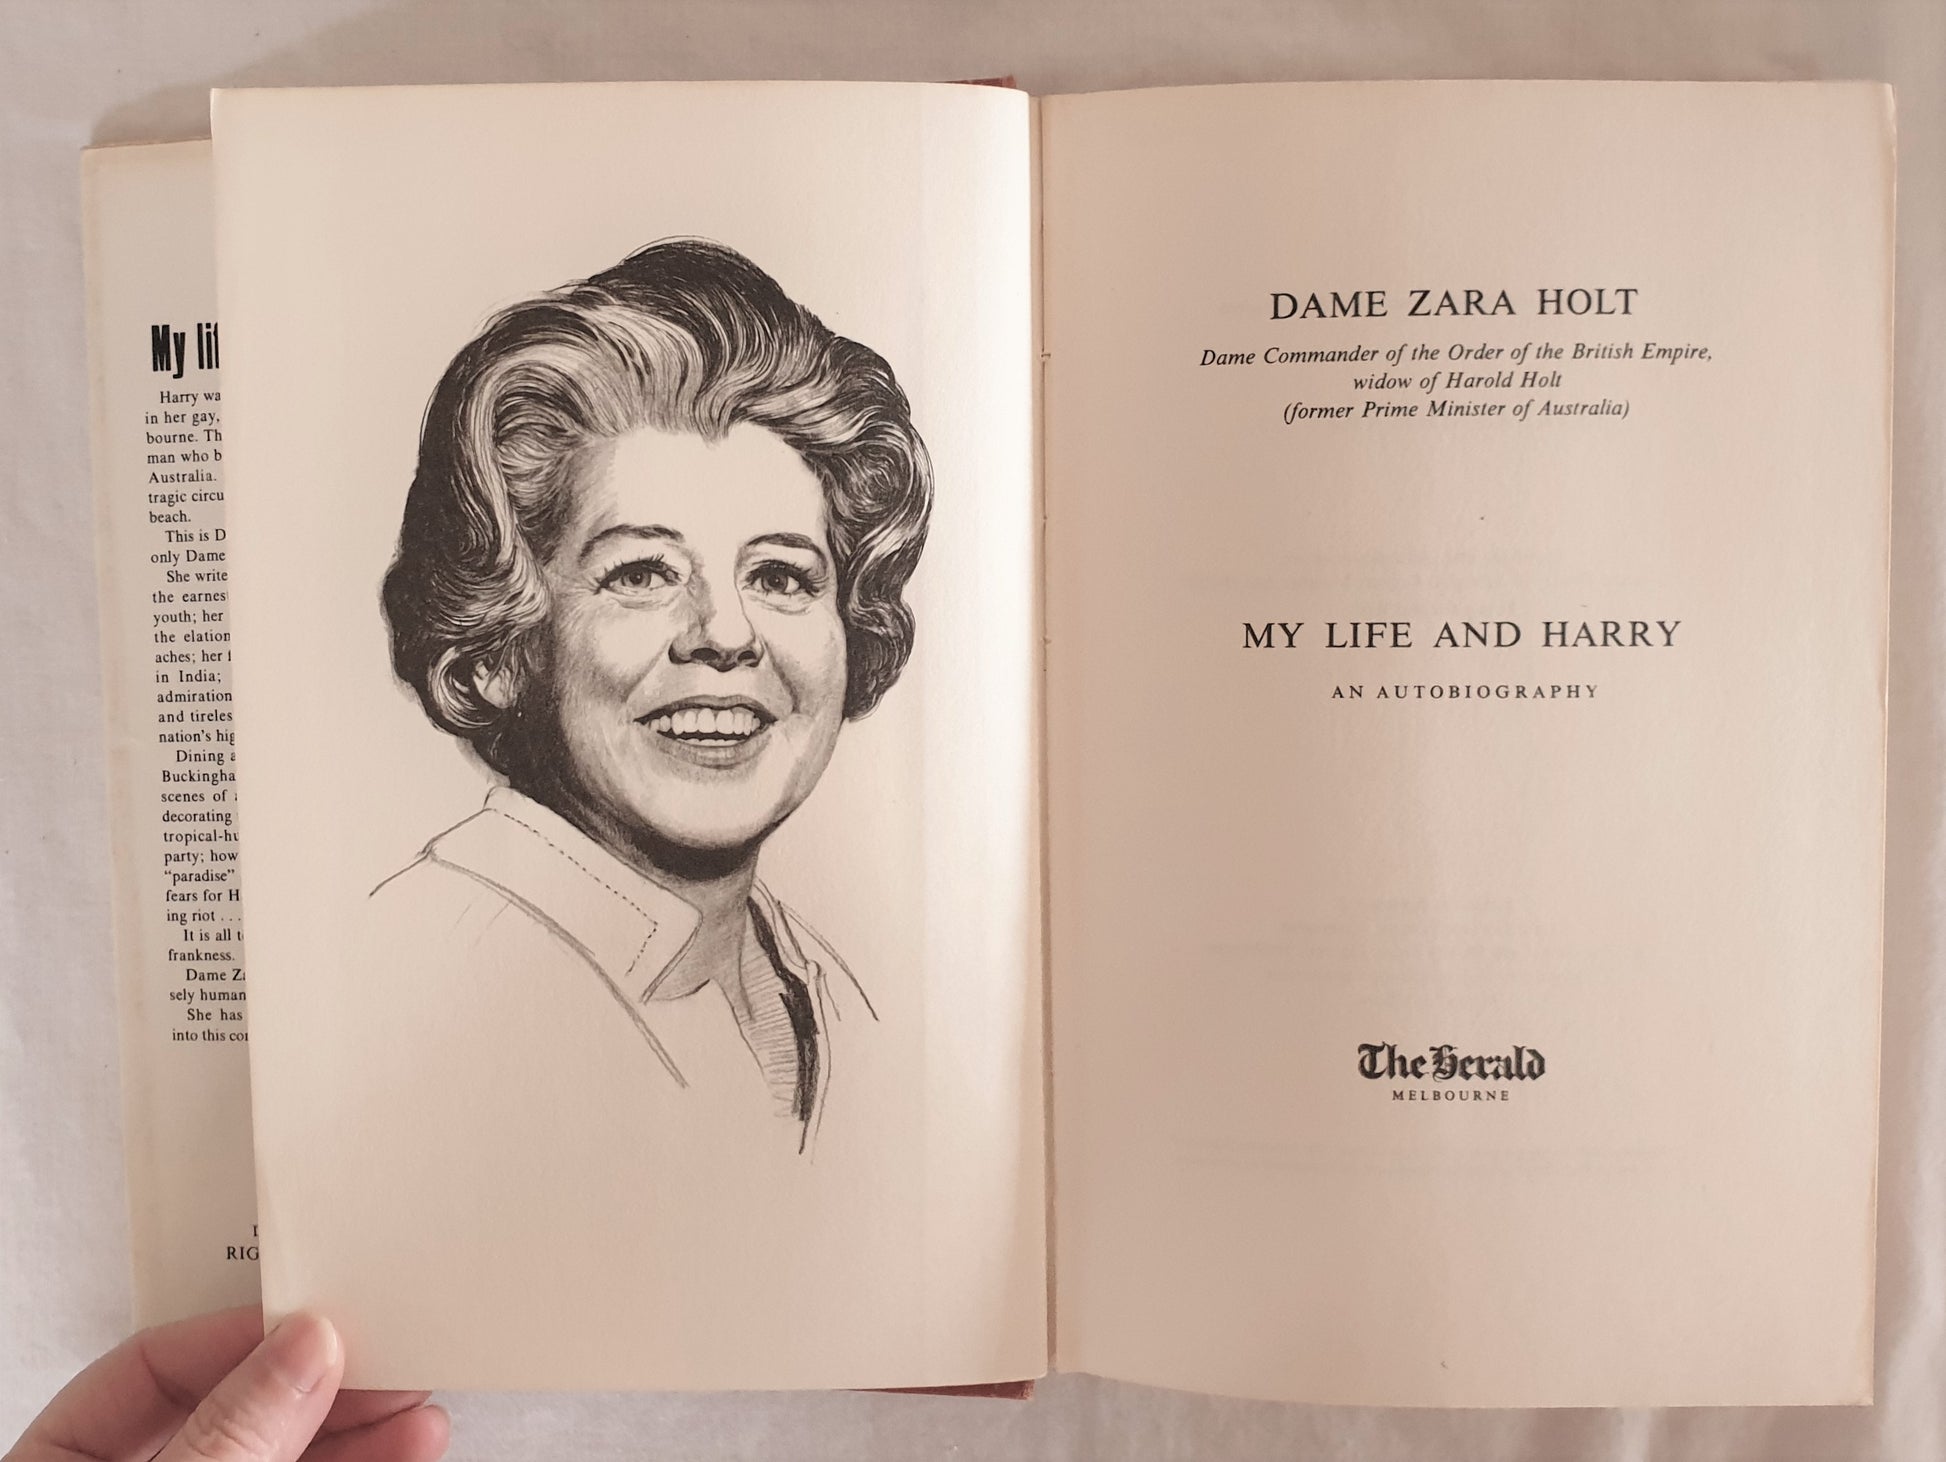 My
Harry
in her gay,
bourne. Th
man who b
Australia.
tragic circu
beach.
This is D
only Dame
She write
the earnes
youth; her
the elation
aches; her
in India;
admiration
and tireles
nation's hig
Dining a
Buckingha
scenes of
decorating
tropical-hu
party; how
"paradise"
fears for H
ing riot . . .
It is all t
frankness.
Dame Za
sely human
She has
into this con
RIG
DAME ZARA HOLT
Dame Commander of the Order of the British Empire,
widow of Harold Holt
(former Prime Minister of Australia)
MY LIFE AND HARRY
AN AUTOBIOGRAPHY
The Herald
MELBOURNE